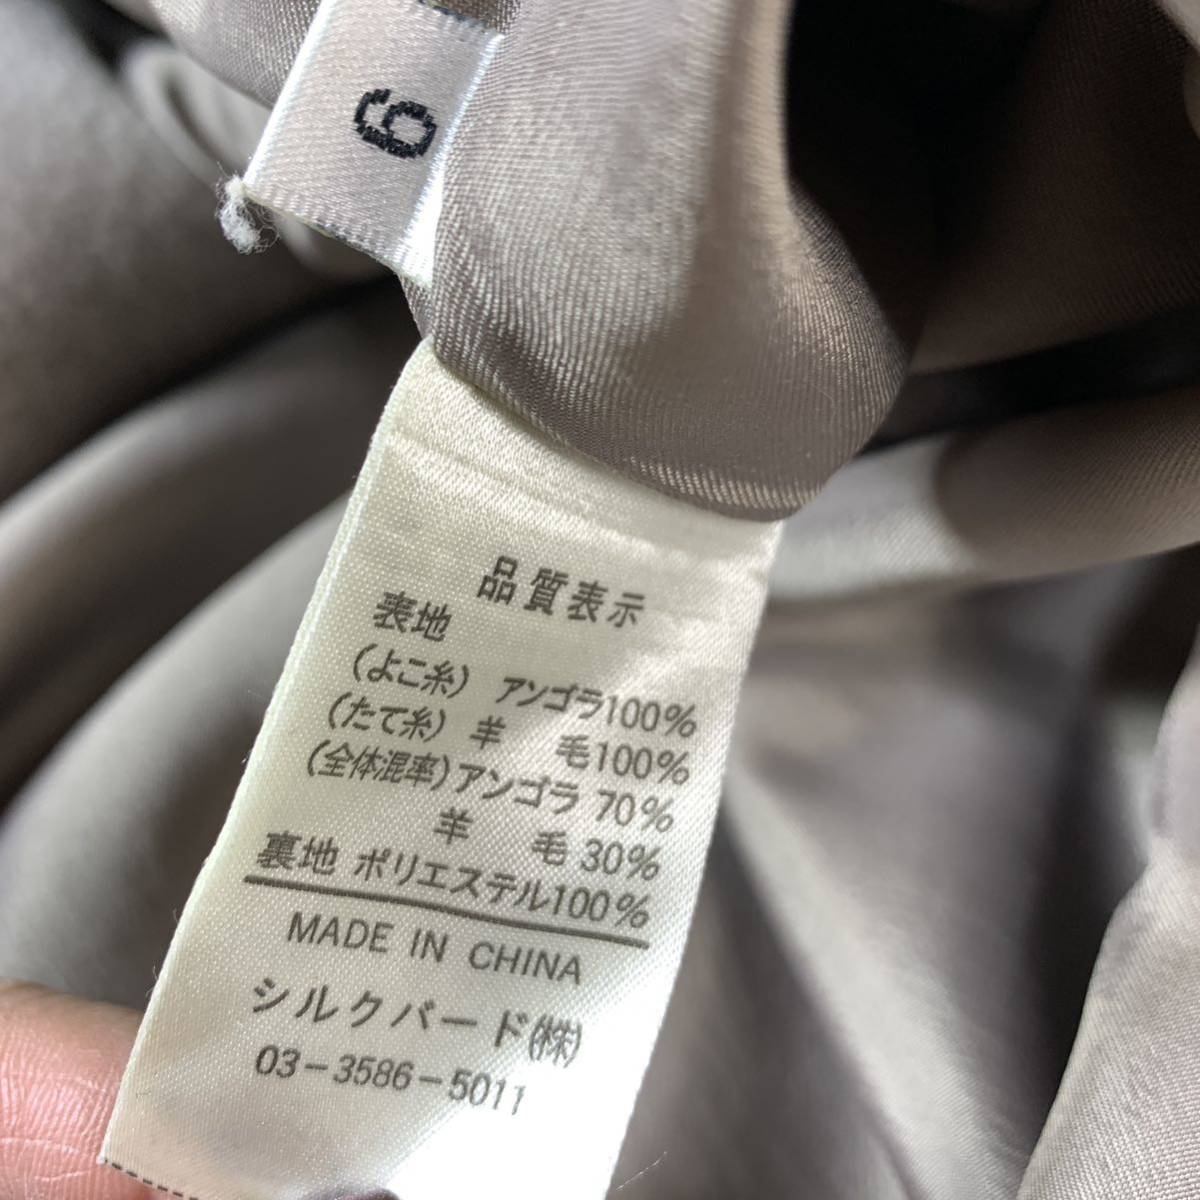 9
品質表示
表地
(よこ糸) アンゴラ100%
(たて糸) 羊 毛100%
(全体混率)アンゴラ 70%
羊 毛 30%
裏地 ポリエステル100%
MADE IN CHINA
シルクバード(株)
03-3586-5011